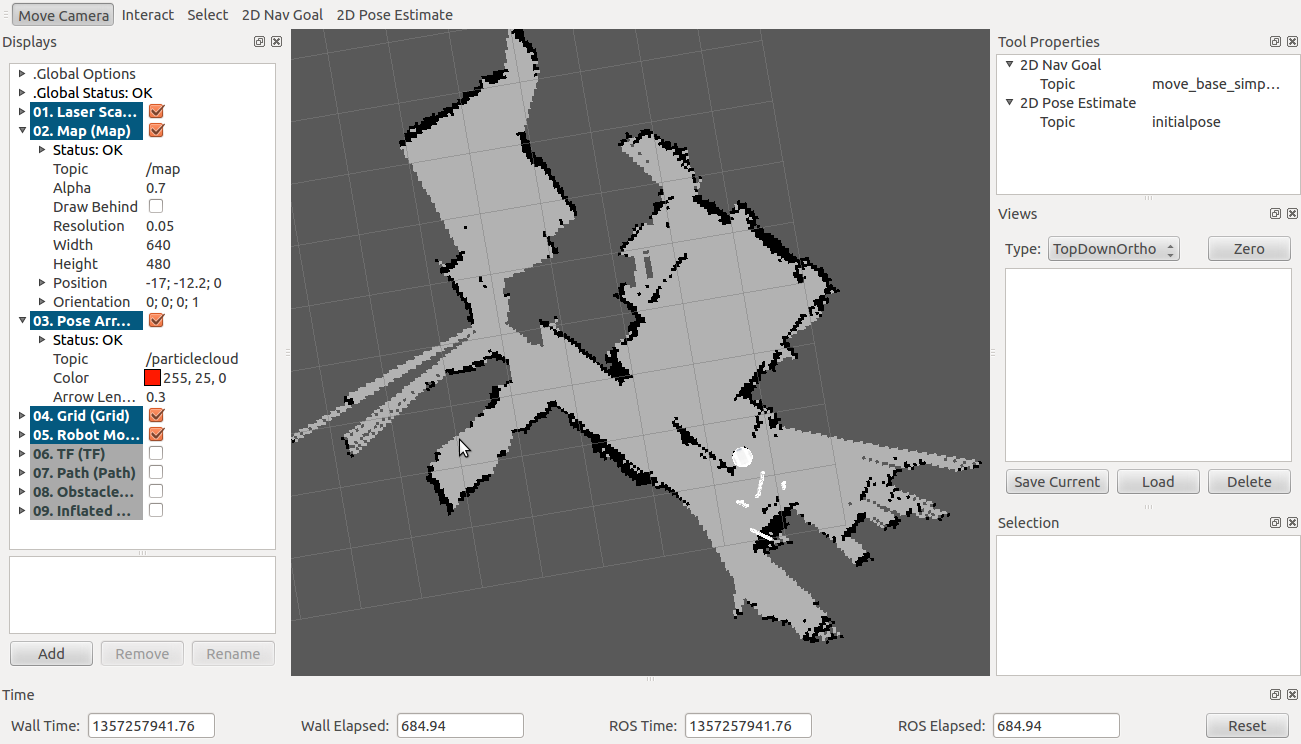 Move Camera Interact Select 2D Nav Goal 2D Pose Estimate
Displays
.Global Options
.Global Status: OK
01. Laser Sca...
02. Map (Map)
Status: OK
Topic /map
Alpha 0.7
Draw Behind
Resolution 0.05
Width 640
Height 480
Position -17; -12.2; 0
Orientation 0; 0; 0; 1
03. Pose Arr...
Status: OK
Topic /particlecloud
Color 255, 25, 0
Arrow Len... 0.3
04. Grid (Grid)
05. Robot Mo...
06. TF (TF)
07. Path (Path)
08. Obstacle...
09. Inflated ...
Add Remove Rename
Tool Properties
2D Nav Goal
Topic move_base_simp...
2D Pose Estimate
Topic initialpose
Views
Type: TopDownOrtho Zero
Save Current Load Delete
Selection
Time
Wall Time: 1357257941.76 Wall Elapsed: 684.94 ROS Time: 1357257941.76 ROS Elapsed: 684.94 Reset